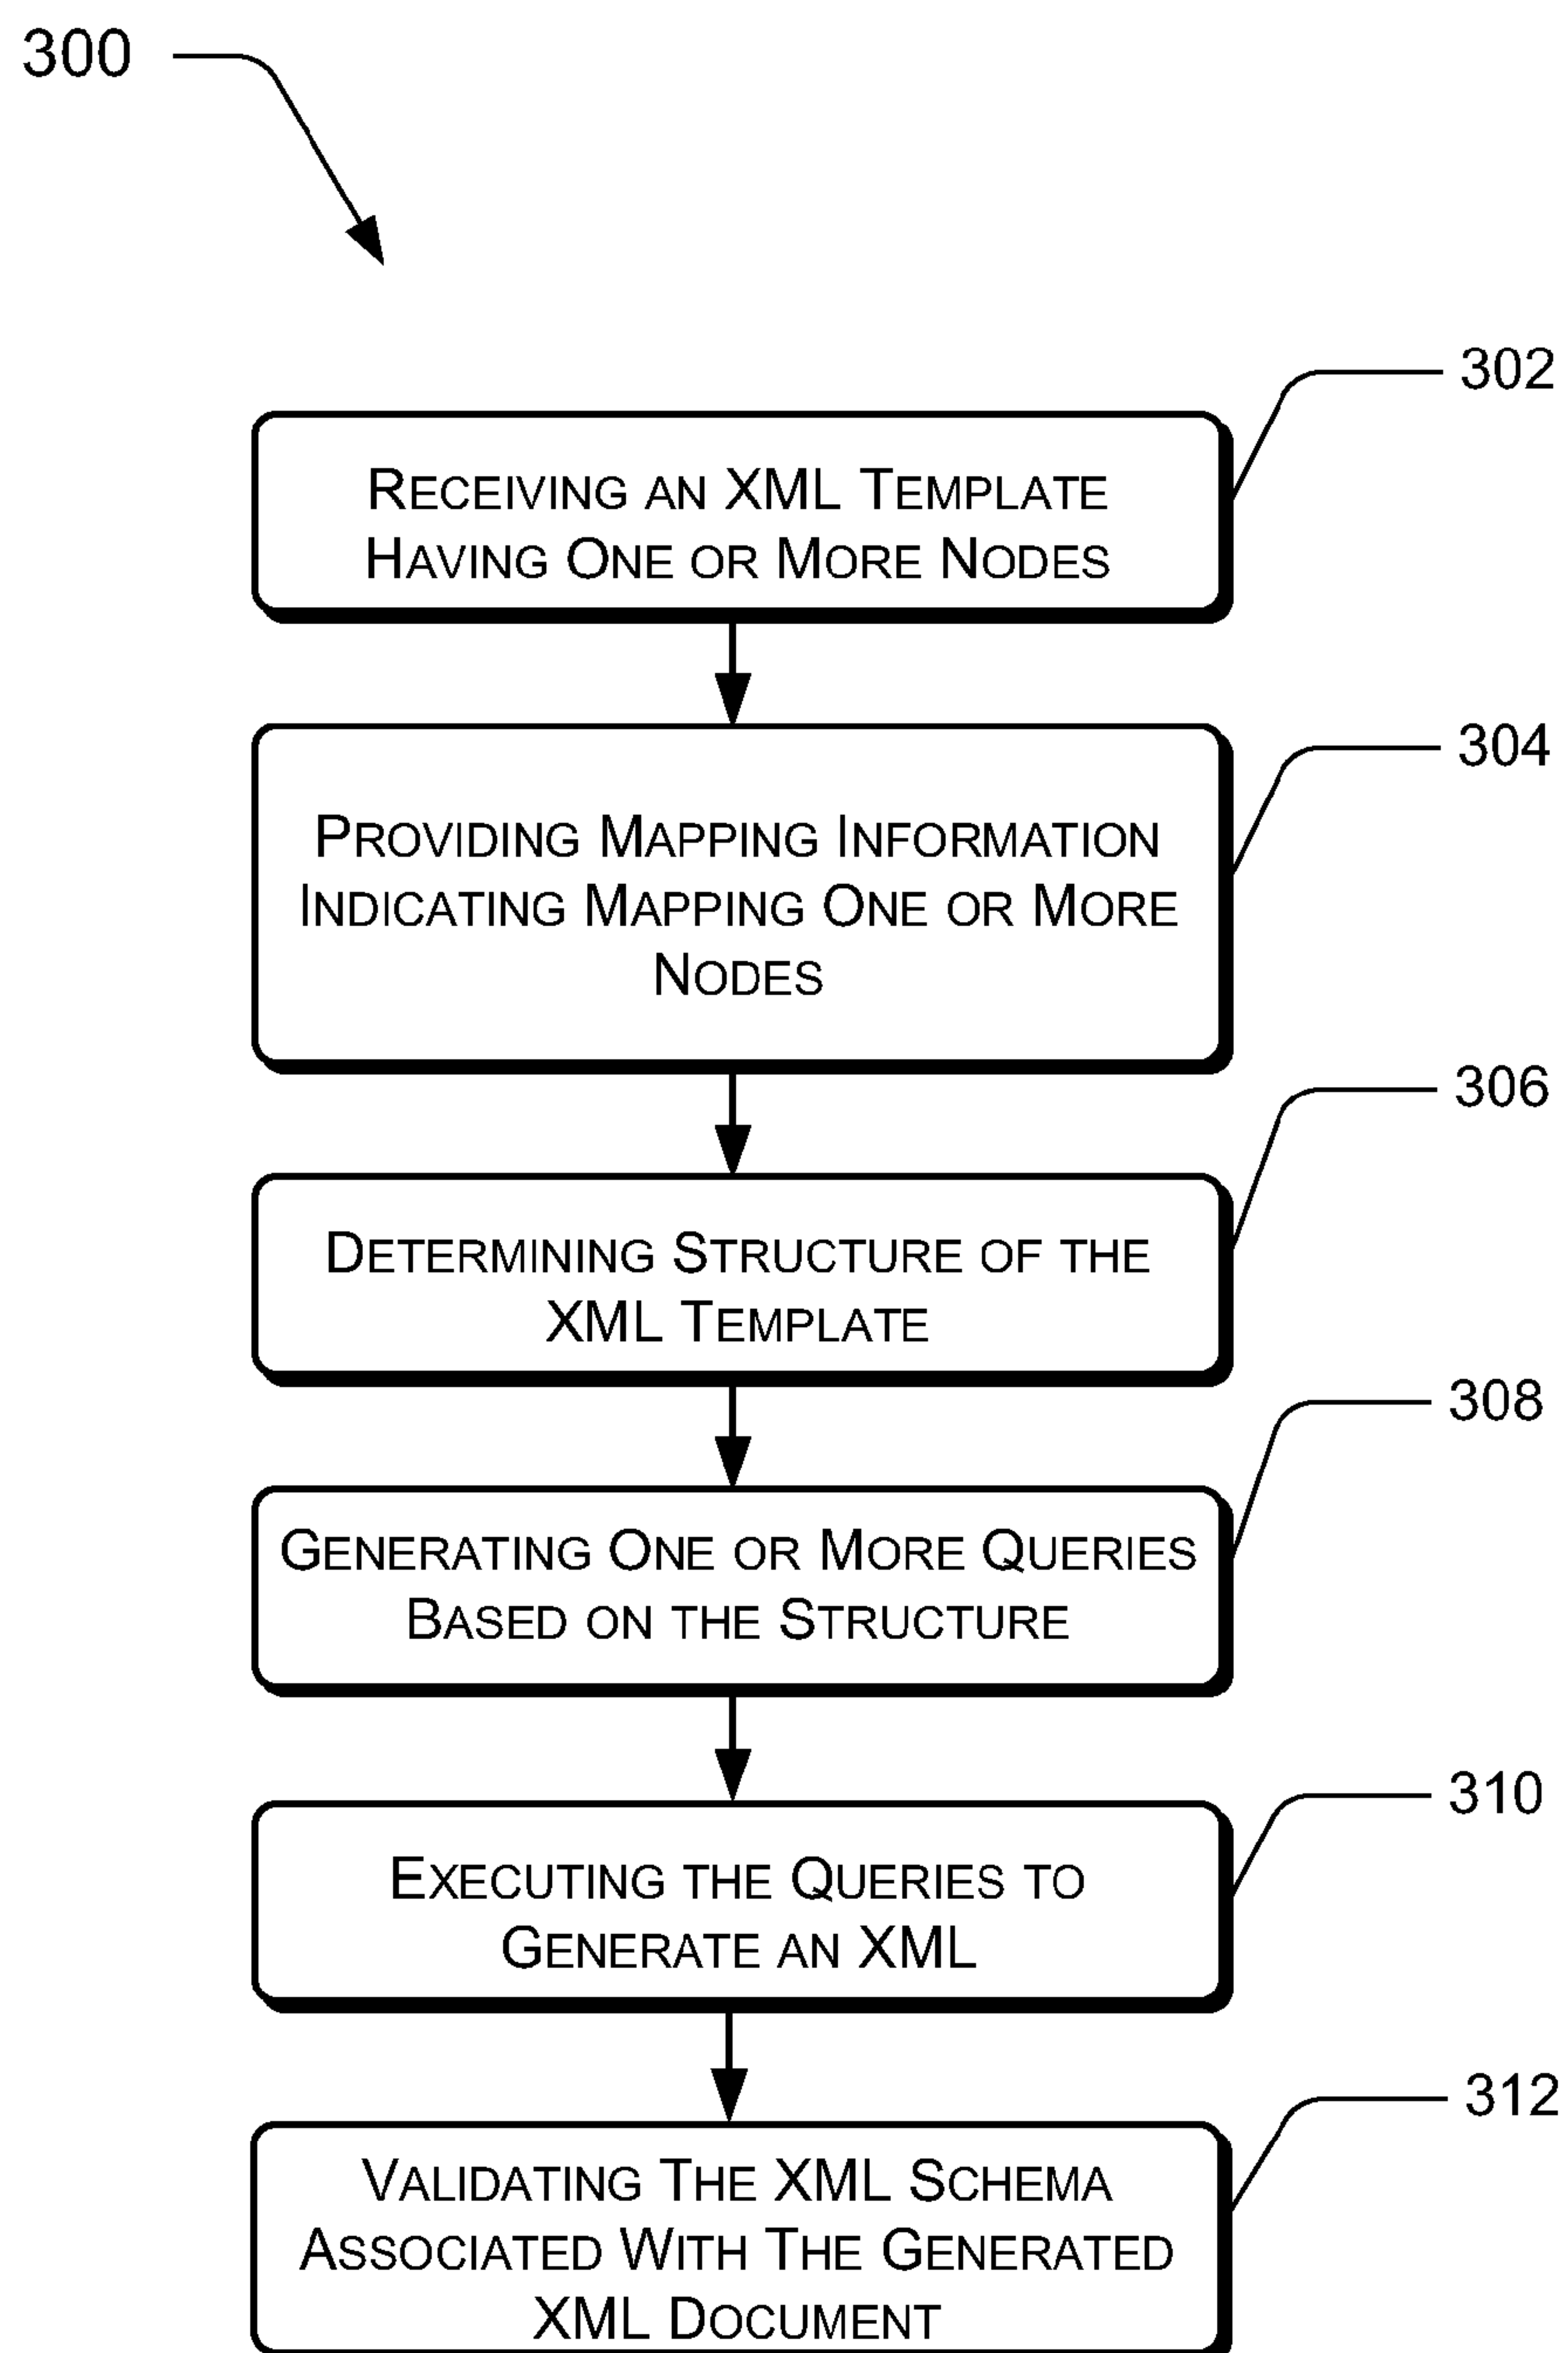 300
302
RECEIVING AN XML TEMPLATE
HAVING ONE OR MORE NODES
304
PROVIDING MAPPING INFORMATION
INDICATING MAPPING ONE OR MORE
NODES
306
DETERMINING STRUCTURE OF THE
XML TEMPLATE
308
GENERATING ONE OR MORE QUERIES
BASED ON THE STRUCTURE
310
EXECUTING THE QUERIES TO
GENERATE AN XML
312
VALIDATING THE XML SCHEMA
ASSOCIATED WITH THE GENERATED
XML DOCUMENT